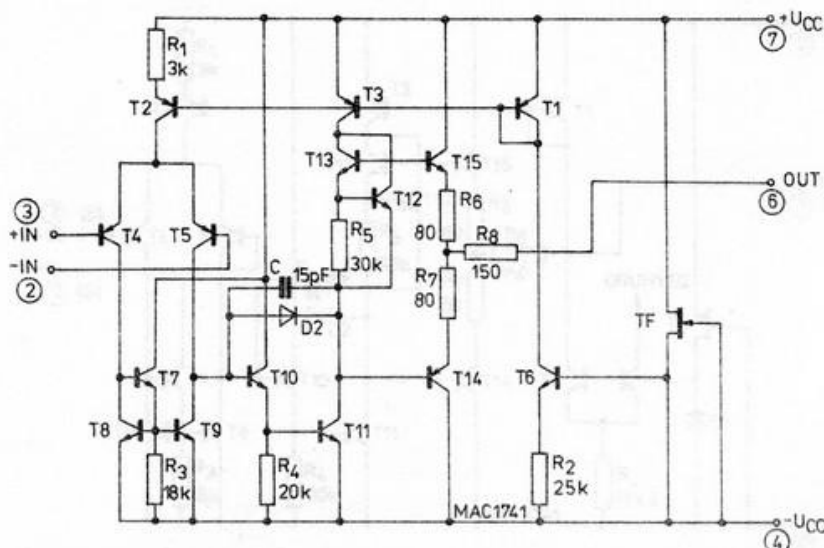 +UCC
7
R1
3k
T2
T3
T1
T13
T15
T12
OUT
6
3
+IN
T4
T5
-IN
2
R5
30k
R6
80
R8
150
C
15pF
R7
80
D2
TF
T7
T10
T14
T6
T8
T9
T11
R3
18k
R4
20k
R2
25k
MAC1741
-UCC
4